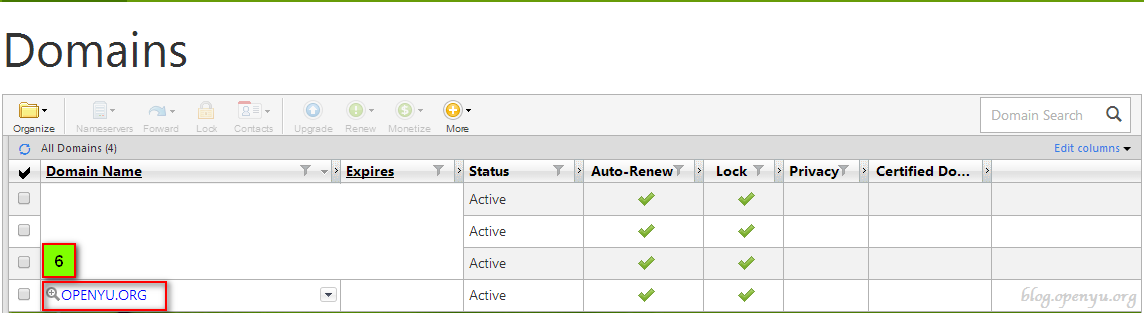 Domains
Organize Nameservers Forward Lock Contacts Upgrade Renew Monetize More Domain Search
All Domains (4) Edit columns
Domain Name Expires Status Auto-Renew Lock Privacy Certified Do...
Active
Active
6 Active
OPENYU.ORG Active
blog.openyu.org